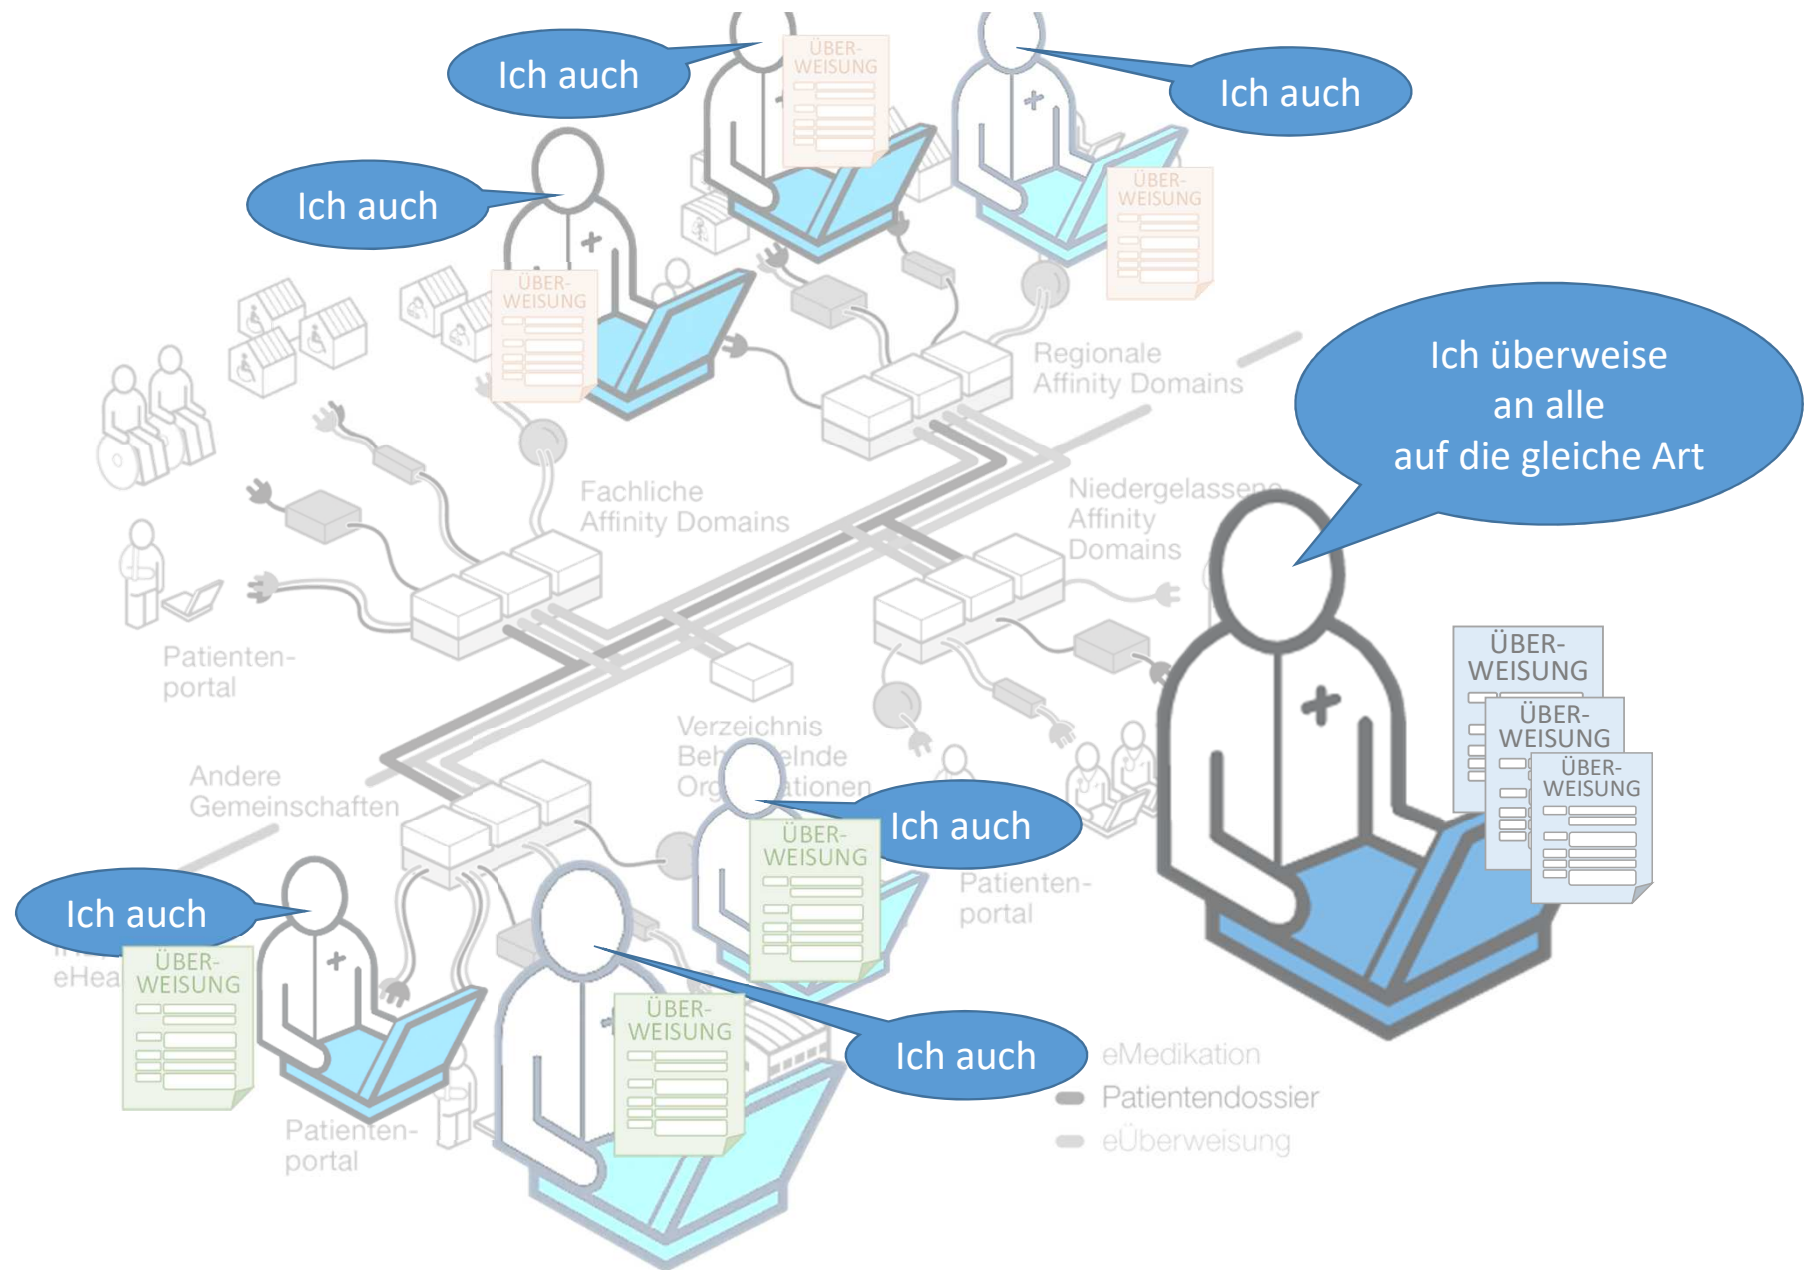 Ich auch
ÜBER-
WEISUNG
Ich auch
ÜBER-
WEISUNG
Ich auch
ÜBER-
WEISUNG
Regionale
Affinity Domains
Ich überweise
an alle
auf die gleiche Art
Fachliche
Affinity Domains
Niedergelassene
Affinity
Domains
Patienten-
portal
ÜBER-
WEISUNG
ÜBER-
WEISUNG
ÜBER-
WEISUNG
Verzeichnis
Andere
Gemeinschaften
Ich auch
ÜBER-
WEISUNG
Patienten-
portal
Ich auch
ÜBER-
WEISUNG
ÜBER-
WEISUNG
Ich auch
Patienten-
portal
eMedikation
Patientendossier
eÜberweisung